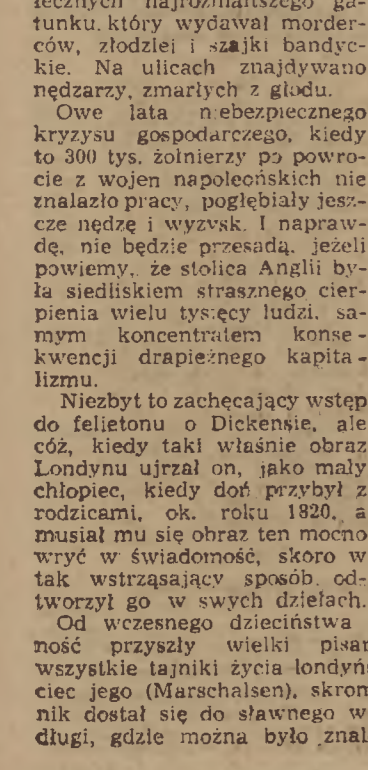 łecznych najrozmaitszego ga-
tunku, który wydawał morder-
ców, złodziei i szajki bandyc-
kie. Na ulicach znajdywano
nędzarzy, zmarłych z głodu.
Owe lata niebezpiecznego
kryzysu gospodarczego, kiedy
to 300 tys. żołnierzy po powro-
cie z wojen napoleońskich nie
znalazło pracy, pogłębiały jesz-
cze nędzę i wyzysk. I napraw-
dę, nie będzie przesadą, jeżeli
powiemy, że stolica Anglii by-
ła siedliskiem strasznego cier-
pienia wielu tysięcy ludzi, sa-
mym koncentratem konse-
kwencji drapieżnego kapita-
lizmu.
Niezbyt to zachęcający wstęp
do felietonu o Dickensie, ale
cóż, kiedy taki właśnie obraz
Londynu ujrzał on, jako mały
chłopiec, kiedy doń przybył z
rodzicami, ok. roku 1820, a
musiał mu się obraz ten mocno
wryć w świadomość, skoro w
tak wstrząsający sposób od-
tworzył go w swych dziełach.
Od wczesnego dzieciństwa
ność przyszły wielki pisar
wszystkie tajniki życia londyń
ciec jego (Marschalsen), skrom
nik dostał się do sławnego w
długi, gdzie można było znal